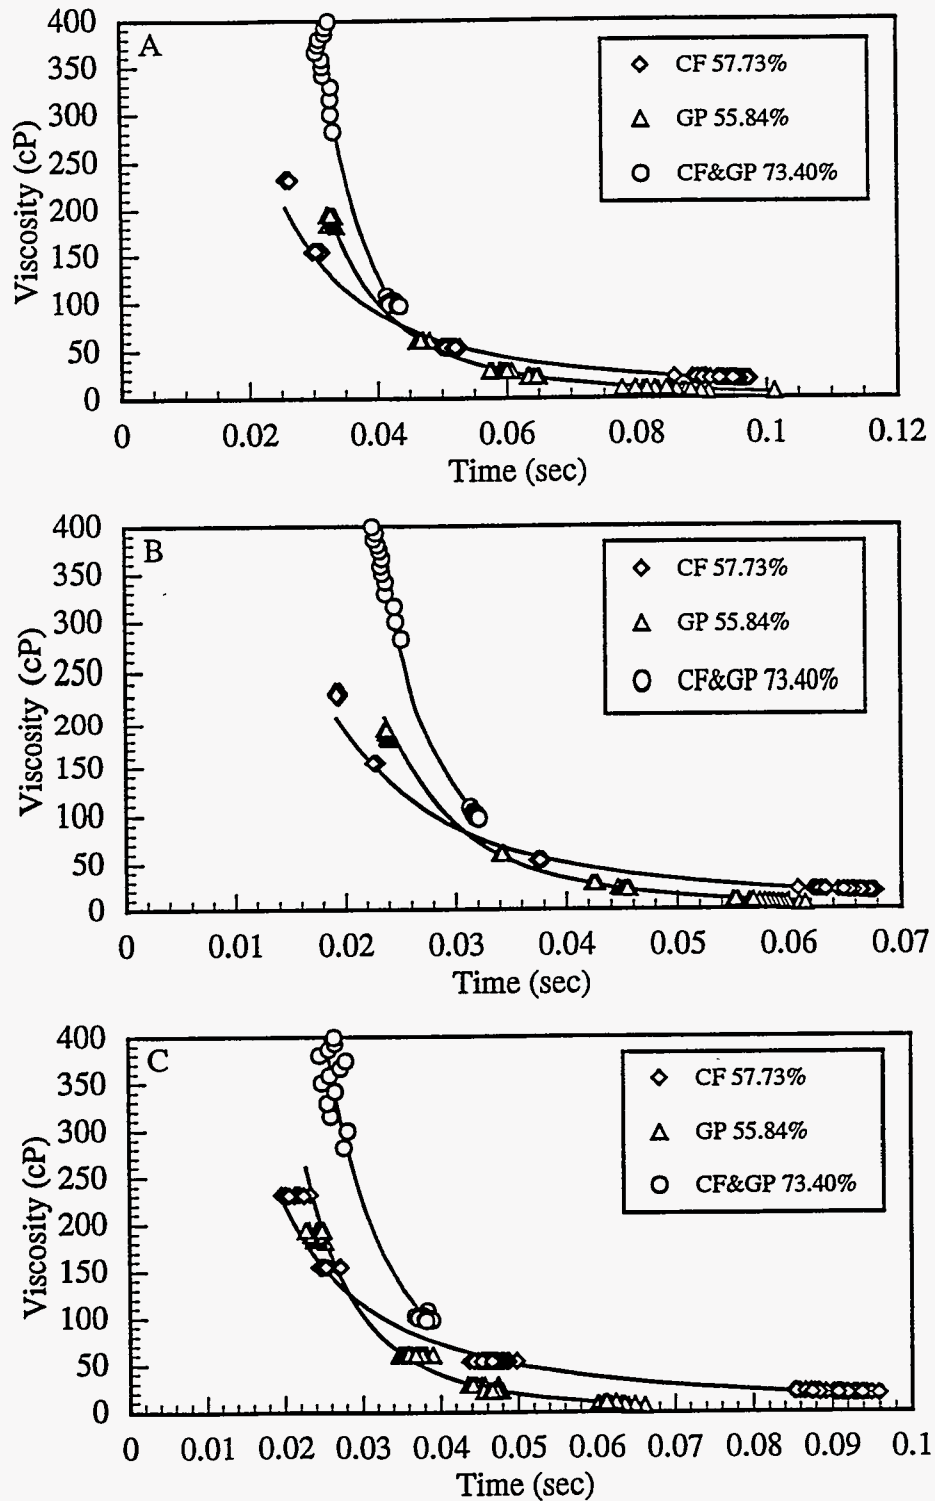 A
Viscosity (cP)
400
350
300
250
200
150
100
50
0
CF 57.73%
GP 55.84%
CF&GP 73.40%
0 0.02 0.04 0.06 0.08 0.1 0.12
Time (sec)
B
Viscosity (cP)
400
350
300
250
200
150
100
50
0
CF 57.73%
GP 55.84%
CF&GP 73.40%
0 0.01 0.02 0.03 0.04 0.05 0.06 0.07
Time (sec)
C
Viscosity (cP)
400
350
300
250
200
150
100
50
0
CF 57.73%
GP 55.84%
CF&GP 73.40%
0 0.01 0.02 0.03 0.04 0.05 0.06 0.07 0.08 0.09 0.1
Time (sec)